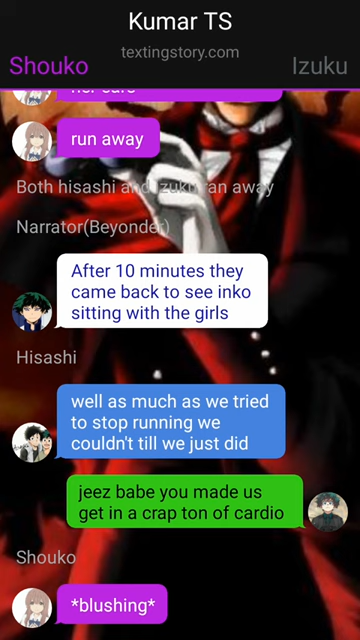 Kumar TS
textingstory.com
Shouko
Izuku
run away
Both hisashi and izuku ran away
Narrator(Beyonder)
After 10 minutes they
came back to see inko
sitting with the girls
Hisashi
well as much as we tried
to stop running we
couldn't till we just did
jeez babe you made us
get in a crap ton of cardio
Shouko
*blushing*